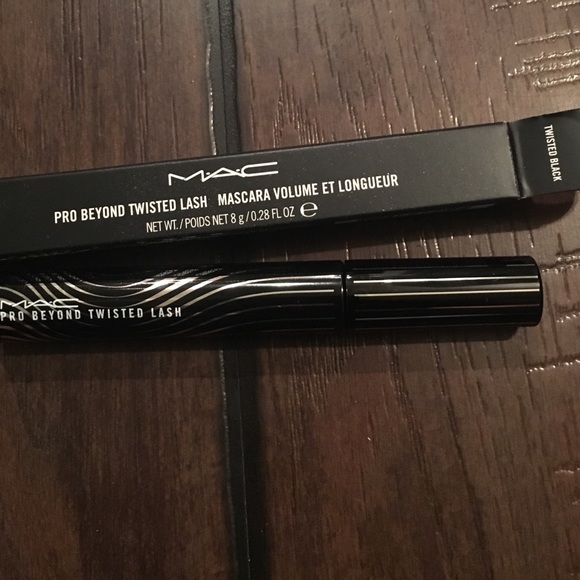 M·A·C
PRO BEYOND TWISTED LASH MASCARA VOLUME ET LONGUEUR
NET WT./POIDS NET 8 g/0.28 FL OZ ℮
TWISTED BLACK
M·A·C
PRO BEYOND TWISTED LASH